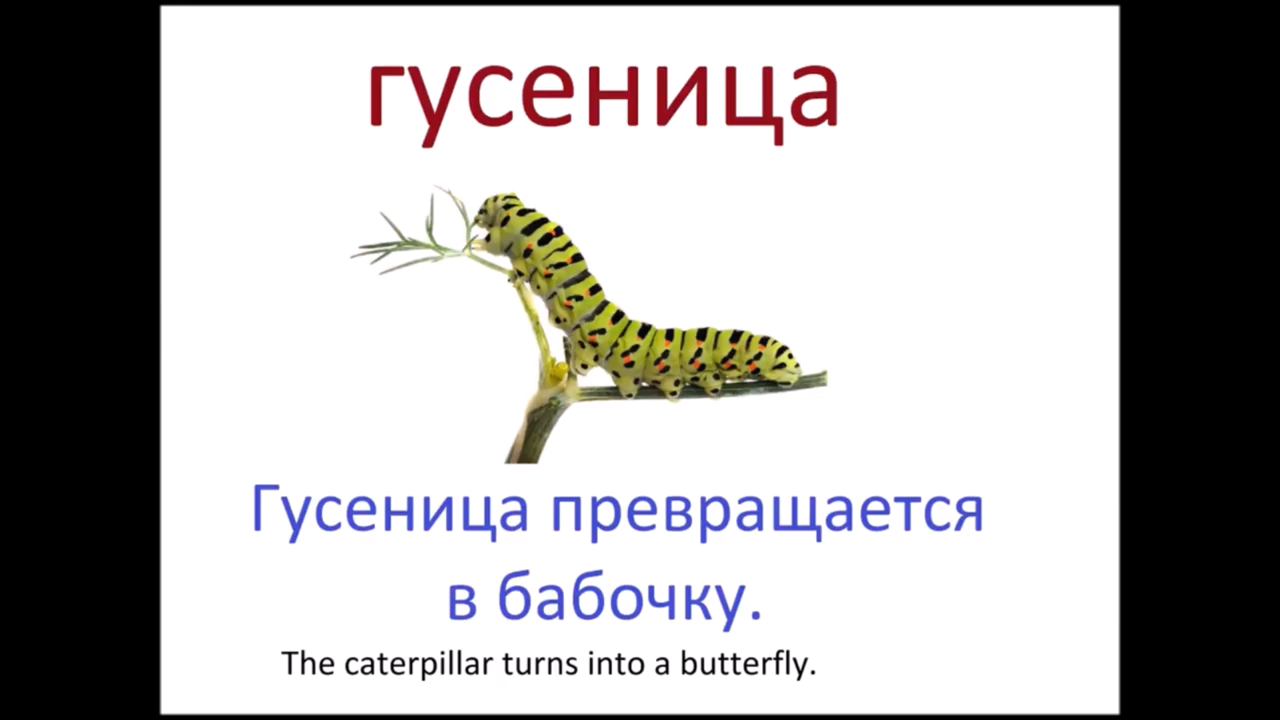 гусеница
Гусеница превращается
в бабочку.
The caterpillar turns into a butterfly.